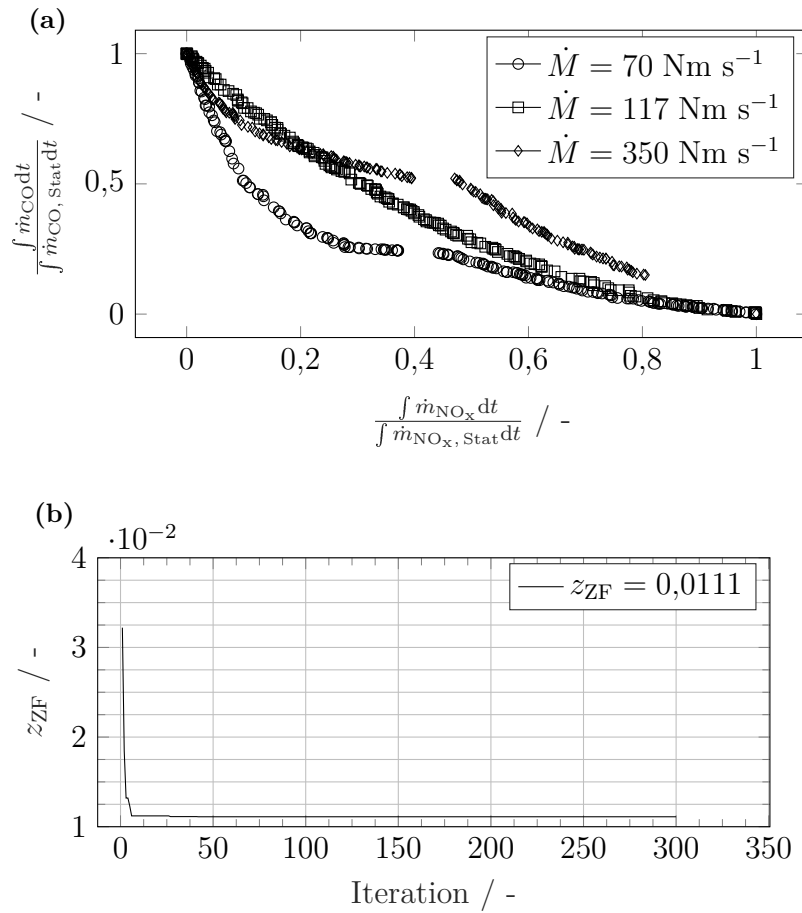 (a)
∫ ṁ_CO dt / ∫ ṁ_CO, Stat dt / -
1
0,5
0
Ṁ = 70 Nm s⁻¹
Ṁ = 117 Nm s⁻¹
Ṁ = 350 Nm s⁻¹
0 0,2 0,4 0,6 0,8 1
∫ ṁ_NOx dt / ∫ ṁ_NOx, Stat dt / -
(b)
·10⁻²
z_ZF / -
4
3
2
1
z_ZF = 0,0111
0 50 100 150 200 250 300 350
Iteration / -